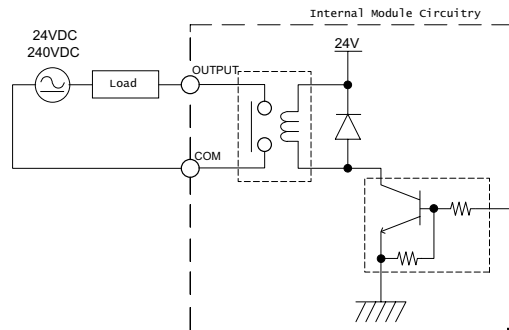 Internal Module Circuitry
24VDC
240VDC
24V
OUTPUT
Load
COM